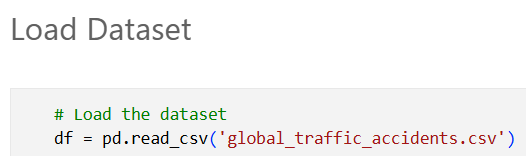 Load Dataset
# Load the dataset
df = pd.read_csv('global_traffic_accidents.csv')